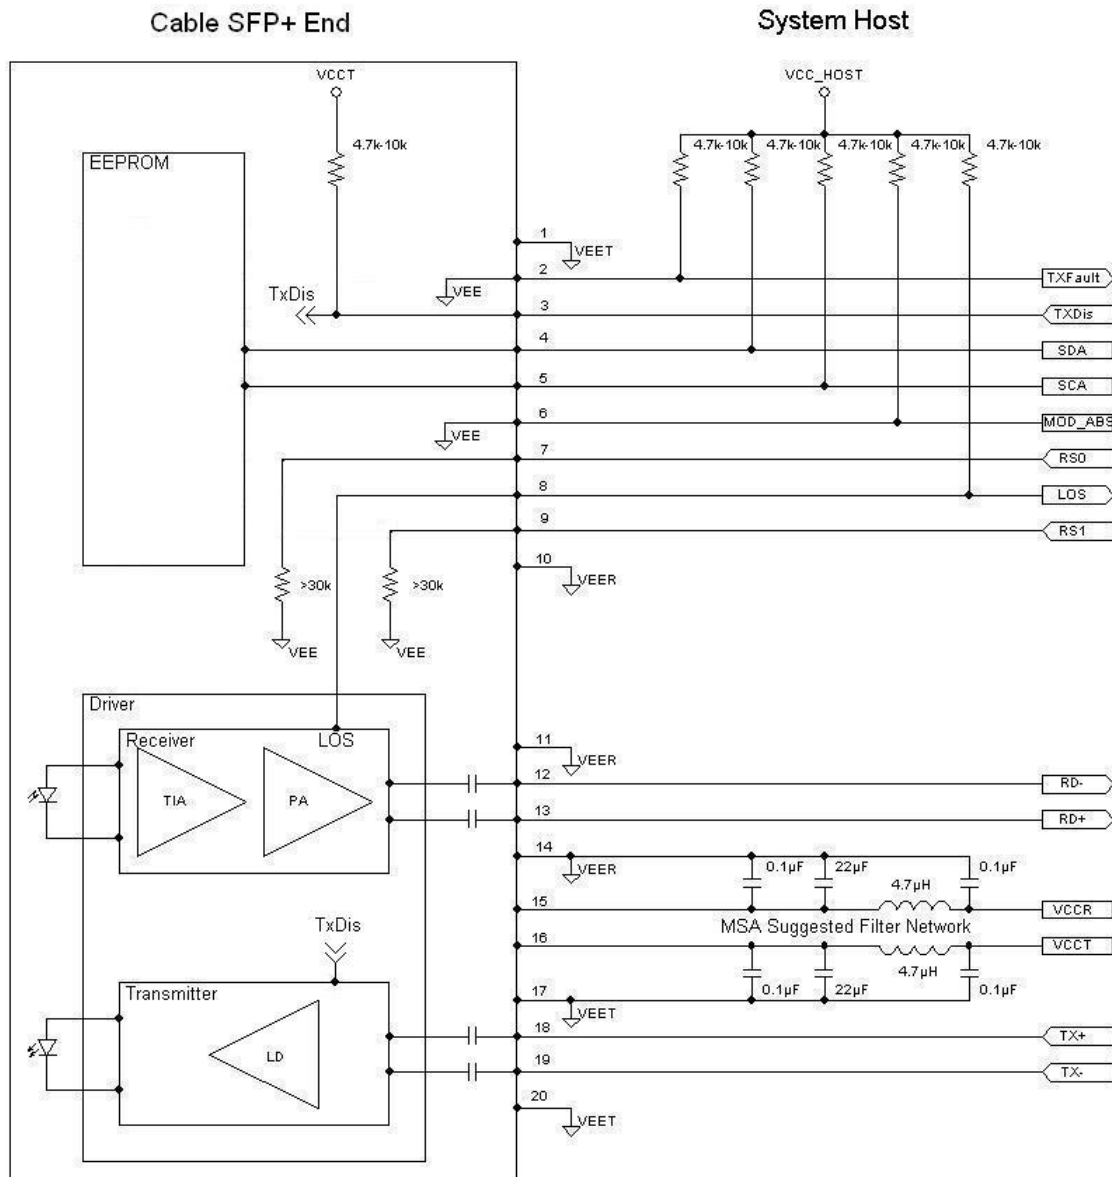 Cable SFP+ End
System Host
VCCT
VCC_HOST
4.7k-10k
4.7k-10k
4.7k-10k
4.7k-10k
4.7k-10k
4.7k-10k
EEPROM
1
VEET
2
VEE
TXFault
TxDis
3
TXDis
4
SDA
5
SCA
6
VEE
MOD_ABS
7
RS0
8
LOS
9
RS1
10
VEER
>30k
>30k
VEE
VEE
Driver
Receiver
LOS
11
VEER
12
RD-
TIA
PA
13
RD+
14
VEER
0.1µF
22µF
4.7µH
0.1µF
15
VCCR
MSA Suggested Filter Network
16
VCCT
TxDis
4.7µH
0.1µF
22µF
0.1µF
Transmitter
17
VEET
18
TX+
LD
19
TX-
20
VEET